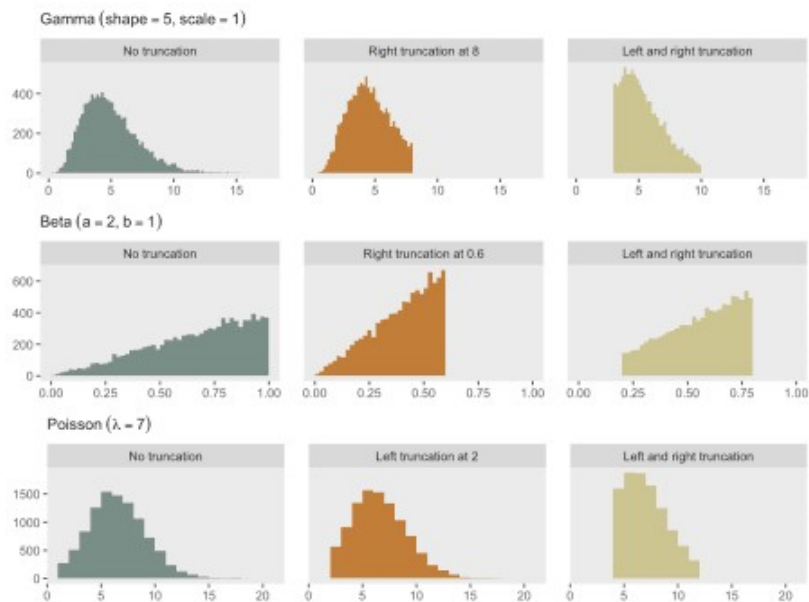 Gamma (shape = 5, scale = 1)
No truncation Right truncation at 8 Left and right truncation
400
200
0
0 5 10 15 0 5 10 15 0 5 10 15
Beta (a = 2, b = 1)
No truncation Right truncation at 0.6 Left and right truncation
600
400
200
0
0.00 0.25 0.50 0.75 1.00 0.00 0.25 0.50 0.75 1.00 0.00 0.25 0.50 0.75 1.00
Poisson (λ = 7)
No truncation Left truncation at 2 Left and right truncation
1500
1000
500
0
0 5 10 15 20 0 5 10 15 20 0 5 10 15 20